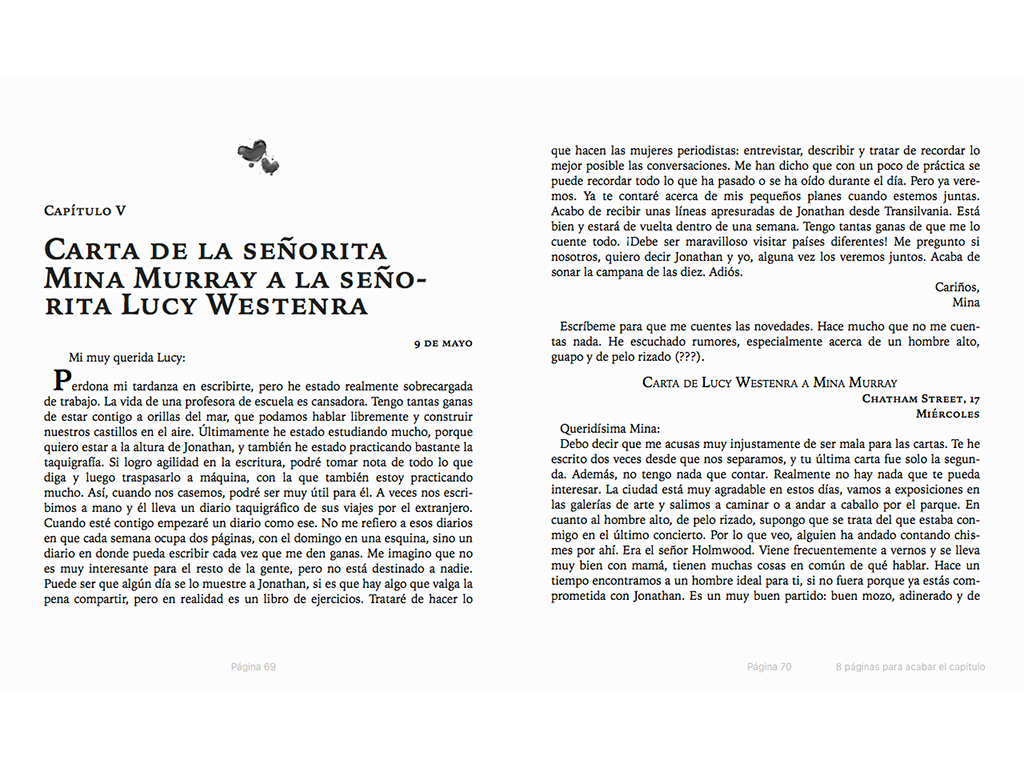 Capítulo V
Carta de la señorita
Mina Murray a la seño-
rita Lucy Westenra
9 de mayo
Mi muy querida Lucy:
Perdona mi tardanza en escribirte, pero he estado realmente sobrecargada
de trabajo. La vida de una profesora de escuela es cansadora. Tengo tantas ganas
de estar contigo a orillas del mar, que podamos hablar libremente y construir
nuestros castillos en el aire. Últimamente he estado estudiando mucho, porque
quiero estar a la altura de Jonathan, y también he estado practicando bastante la
taquigrafía. Si logro agilidad en la escritura, podré tomar nota de todo lo que
diga y luego traspasarlo a máquina, con la que también estoy practicando
mucho. Así, cuando nos casemos, podré ser muy útil para él. A veces nos escri-
bimos a mano y él lleva un diario taquigráfico de sus viajes por el extranjero.
Cuando esté contigo empezaré un diario como ese. No me refiero a esos diarios
en que cada semana ocupa dos páginas, con el domingo en una esquina, sino un
diario en donde pueda escribir cada vez que me den ganas. Me imagino que no
es muy interesante para el resto de la gente, pero no está destinado a nadie.
Puede ser que algún día se lo muestre a Jonathan, si es que hay algo que valga la
pena compartir, pero en realidad es un libro de ejercicios. Trataré de hacer lo
Página 69
que hacen las mujeres periodistas: entrevistar, describir y tratar de recordar lo
mejor posible las conversaciones. Me han dicho que con un poco de práctica se
puede recordar todo lo que ha pasado o se ha oído durante el día. Pero ya vere-
mos. Ya te contaré acerca de mis pequeños planes cuando estemos juntas.
Acabo de recibir unas líneas apresuradas de Jonathan desde Transilvania. Está
bien y estará de vuelta dentro de una semana. Tengo tantas ganas de que me lo
cuente todo. ¡Debe ser maravilloso visitar países diferentes! Me pregunto si
nosotros, quiero decir Jonathan y yo, alguna vez los veremos juntos. Acaba de
sonar la campana de las diez. Adiós.
Cariños,
Mina
Escríbeme para que me cuentes las novedades. Hace mucho que no me cuen-
tas nada. He escuchado rumores, especialmente acerca de un hombre alto,
guapo y de pelo rizado (???).
Carta de Lucy Westenra a Mina Murray
Chatham Street, 17
Miércoles
Queridísima Mina:
Debo decir que me acusas muy injustamente de ser mala para las cartas. Te he
escrito dos veces desde que nos separamos, y tu última carta fue solo la segun-
da. Además, no tengo nada que contar. Realmente no hay nada que te pueda
interesar. La ciudad está muy agradable en estos días, vamos a exposiciones en
las galerías de arte y salimos a caminar o a andar a caballo por el parque. En
cuanto al hombre alto, de pelo rizado, supongo que se trata del que estaba con-
migo en el último concierto. Por lo que veo, alguien ha andado contando chis-
mes por ahí. Era el señor Holmwood. Viene frecuentemente a vernos y se lleva
muy bien con mamá, tienen muchas cosas en común de qué hablar. Hace un
tiempo encontramos a un hombre ideal para ti, si no fuera porque ya estás com-
prometida con Jonathan. Es un muy buen partido: buen mozo, adinerado y de
Página 70
8 páginas para acabar el capítulo